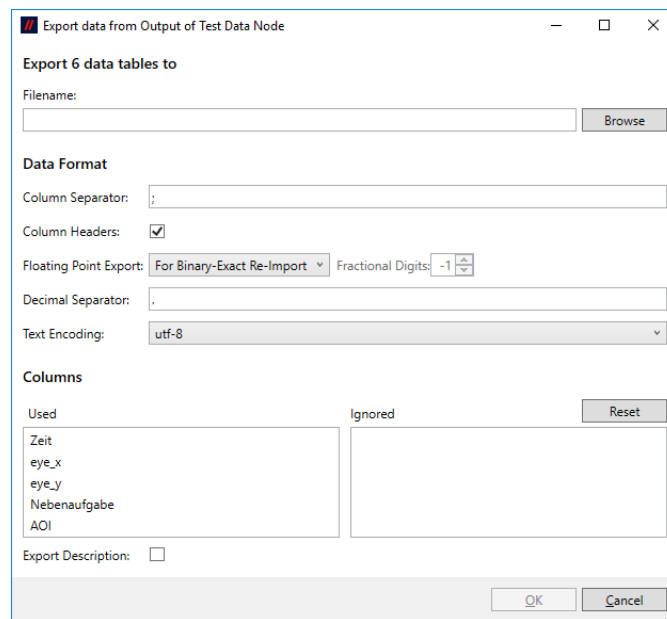 Export data from Output of Test Data Node
Export 6 data tables to
Filename:
Browse
Data Format
Column Separator: ;
Column Headers:
Floating Point Export: For Binary-Exact Re-Import Fractional Digits: -1
Decimal Separator: .
Text Encoding: utf-8
Columns
Used Ignored Reset
Zeit
eye_x
eye_y
Nebenaufgabe
AOI
Export Description:
OK Cancel